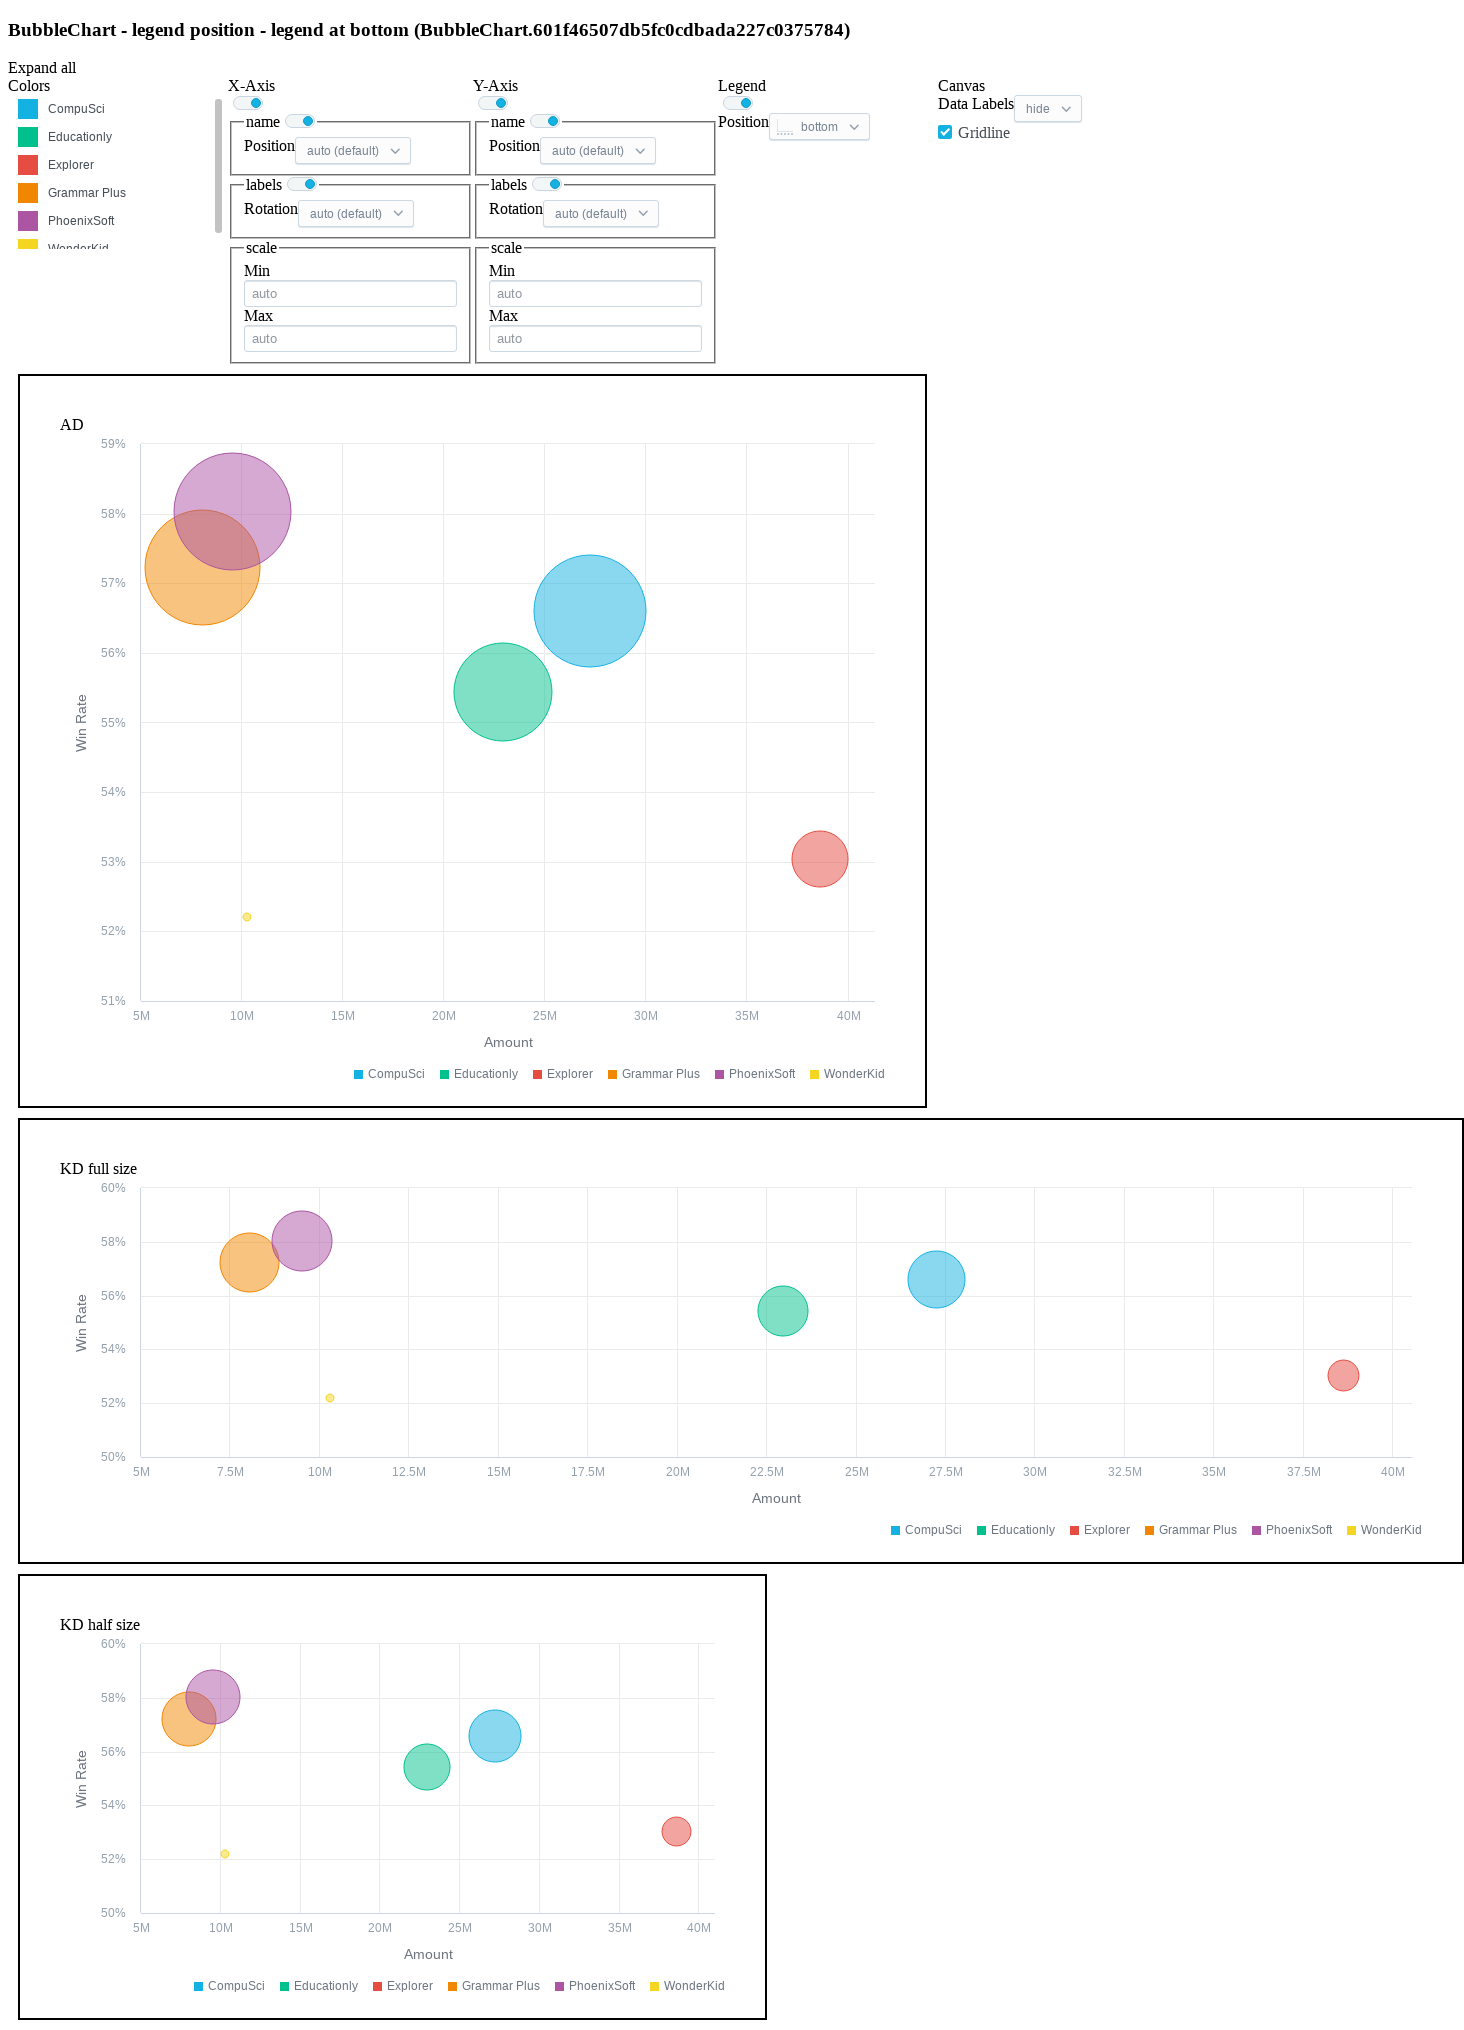 BubbleChart - legend position - legend at bottom (BubbleChart.601f46507db5fc0cdbada227c0375784)
Expand all
Colors
CompuSci
Educationly
Explorer
Grammar Plus
PhoenixSoft
WonderKid
X-Axis
name
Position auto (default)
labels
Rotation auto (default)
scale
Min
auto
Max
auto
Y-Axis
name
Position auto (default)
labels
Rotation auto (default)
scale
Min
auto
Max
auto
Legend
Position bottom
Canvas
Data Labels hide
Gridline
AD
59%
58%
57%
56%
55%
54%
53%
52%
51%
Win Rate
5M 10M 15M 20M 25M 30M 35M 40M
Amount
CompuSci Educationly Explorer Grammar Plus PhoenixSoft WonderKid
KD full size
60%
58%
56%
54%
52%
50%
Win Rate
5M 7.5M 10M 12.5M 15M 17.5M 20M 22.5M 25M 27.5M 30M 32.5M 35M 37.5M 40M
Amount
CompuSci Educationly Explorer Grammar Plus PhoenixSoft WonderKid
KD half size
60%
58%
56%
54%
52%
50%
Win Rate
5M 10M 15M 20M 25M 30M 35M 40M
Amount
CompuSci Educationly Explorer Grammar Plus PhoenixSoft WonderKid